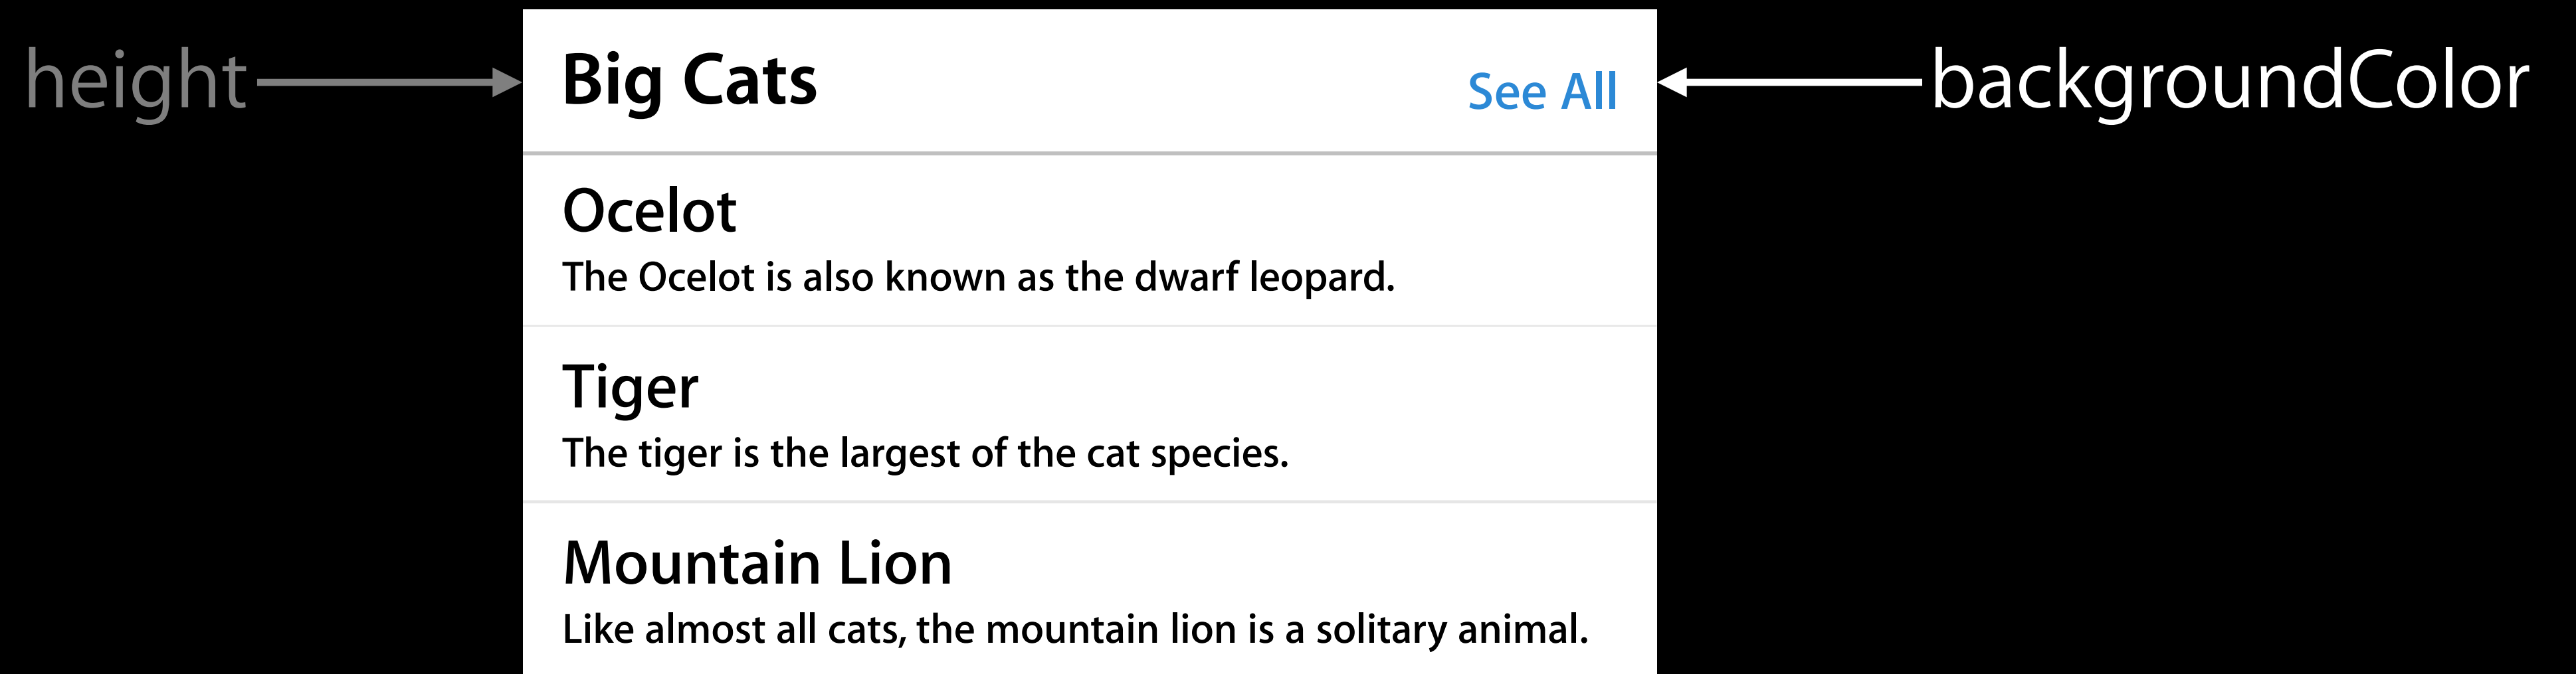 height
Big Cats
See All
backgroundColor
Ocelot
The Ocelot is also known as the dwarf leopard.
Tiger
The tiger is the largest of the cat species.
Mountain Lion
Like almost all cats, the mountain lion is a solitary animal.